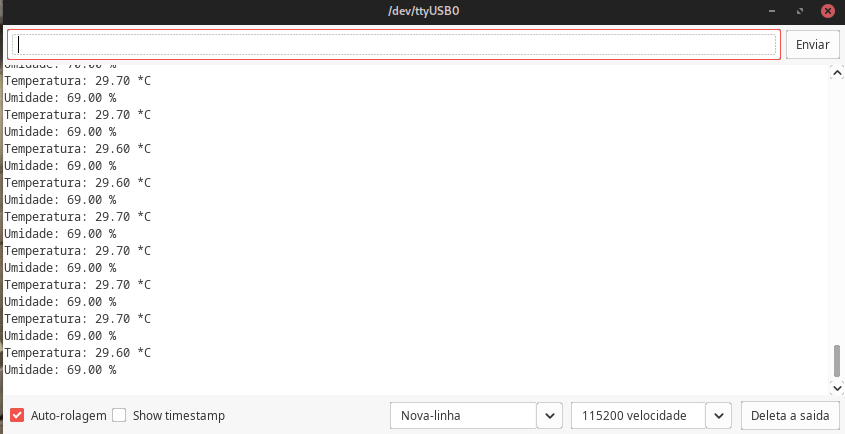 /dev/ttyUSB0
Enviar
Umidade: 70.00 %
Temperatura: 29.70 *C
Umidade: 69.00 %
Temperatura: 29.70 *C
Umidade: 69.00 %
Temperatura: 29.60 *C
Umidade: 69.00 %
Temperatura: 29.60 *C
Umidade: 69.00 %
Temperatura: 29.70 *C
Umidade: 69.00 %
Temperatura: 29.70 *C
Umidade: 69.00 %
Temperatura: 29.70 *C
Umidade: 69.00 %
Temperatura: 29.70 *C
Umidade: 69.00 %
Temperatura: 29.60 *C
Umidade: 69.00 %
Auto-rolagem Show timestamp Nova-linha 115200 velocidade Deleta a saida